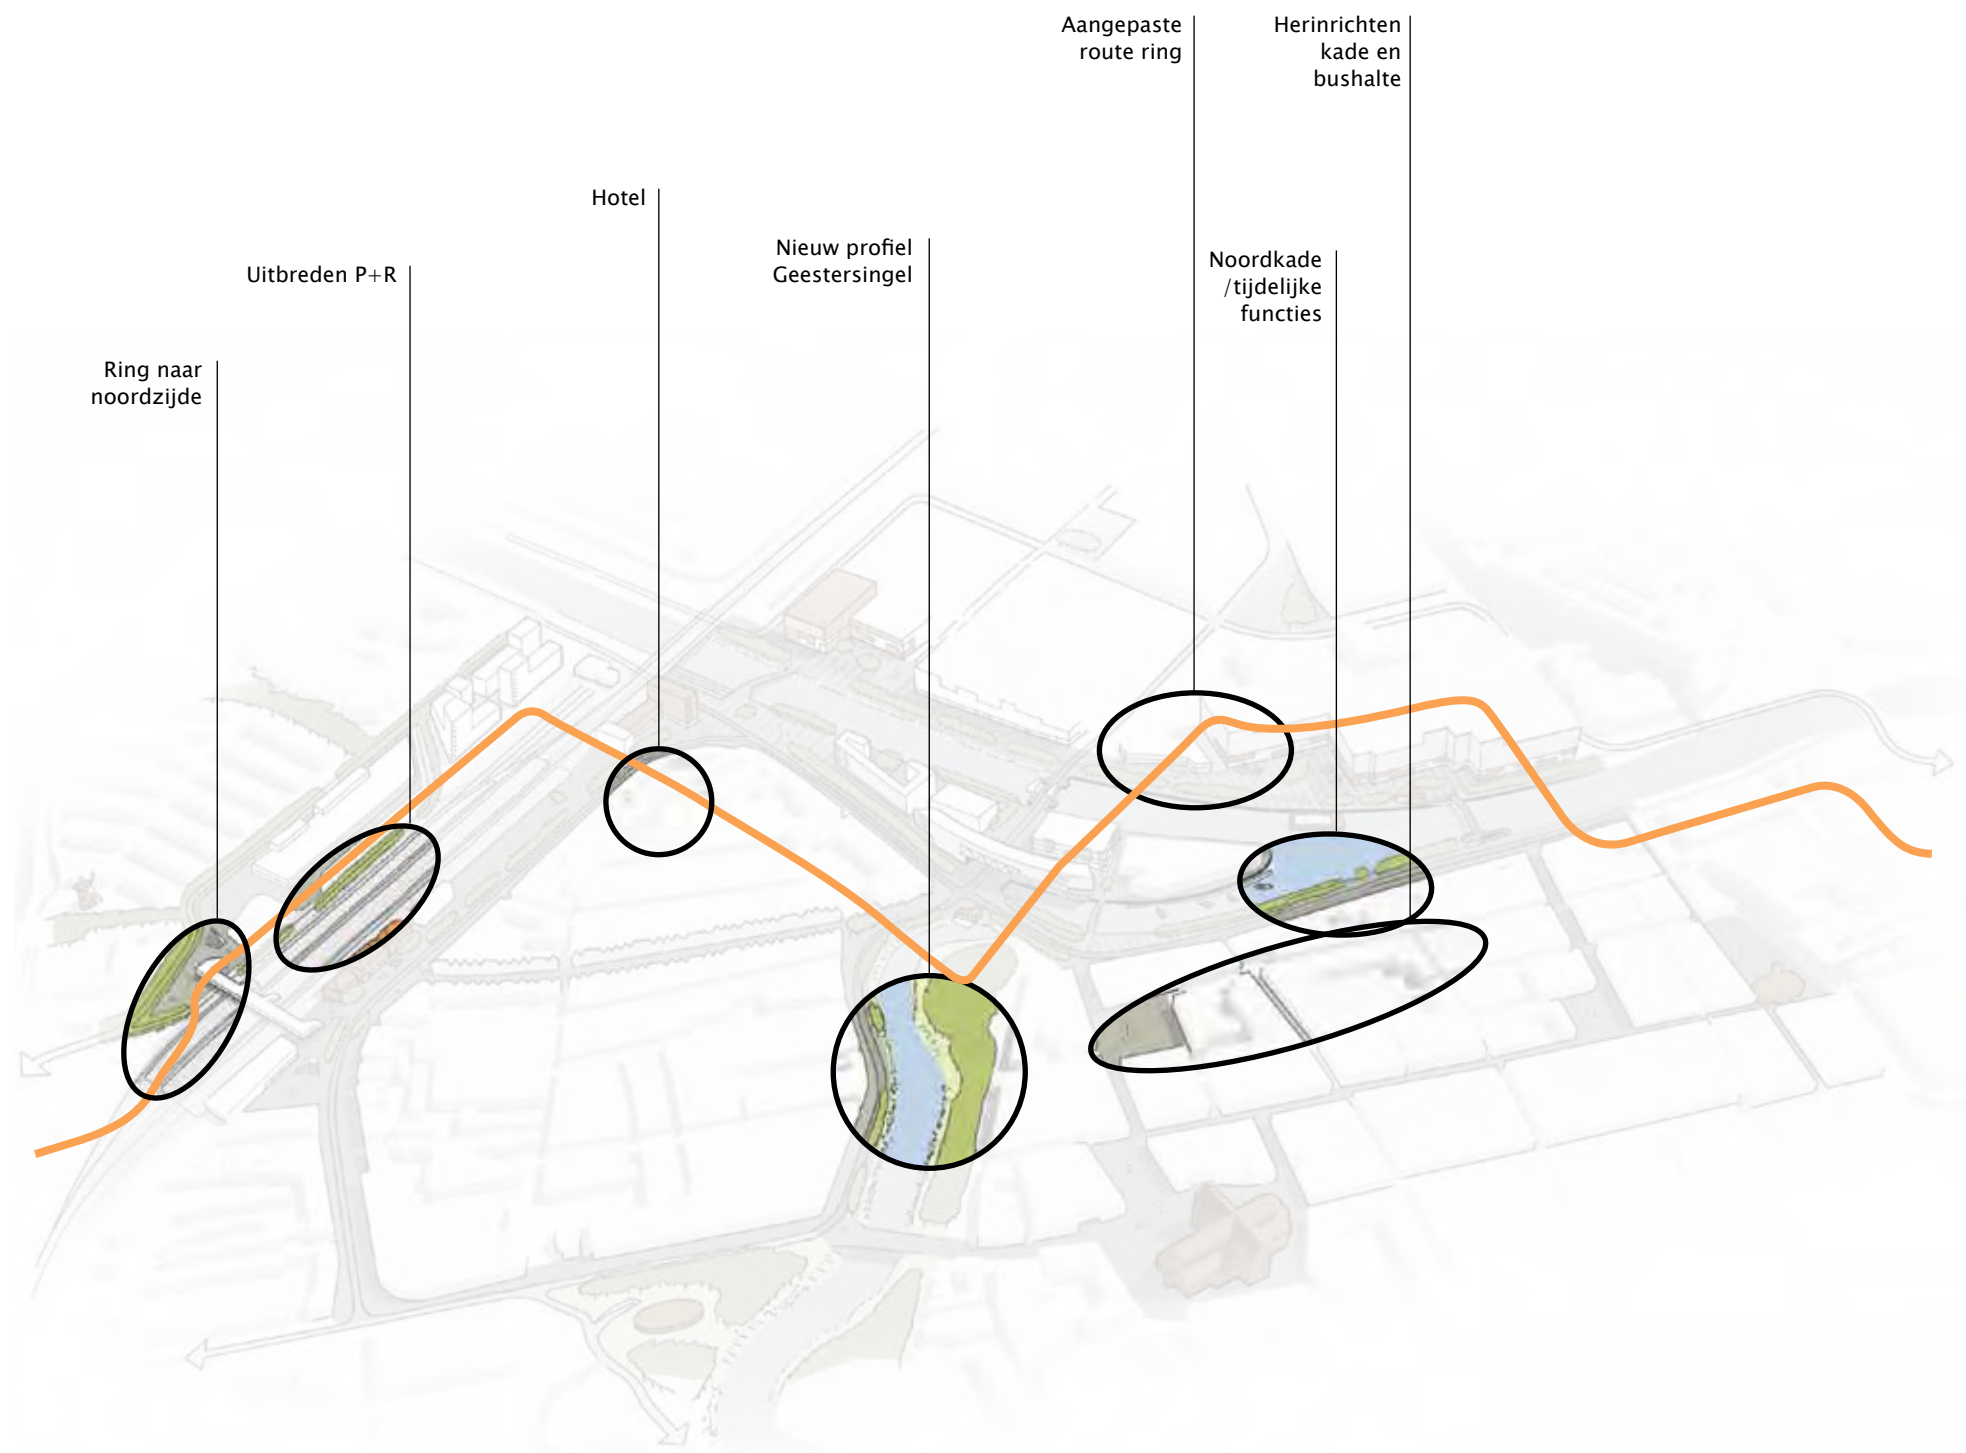 Aangepaste
route ring
Herinrichten
kade en
bushalte
Hotel
Nieuw profiel
Geestersingel
Noordkade
/tijdelijke
functies
Uitbreden P+R
Ring naar
noordzijde